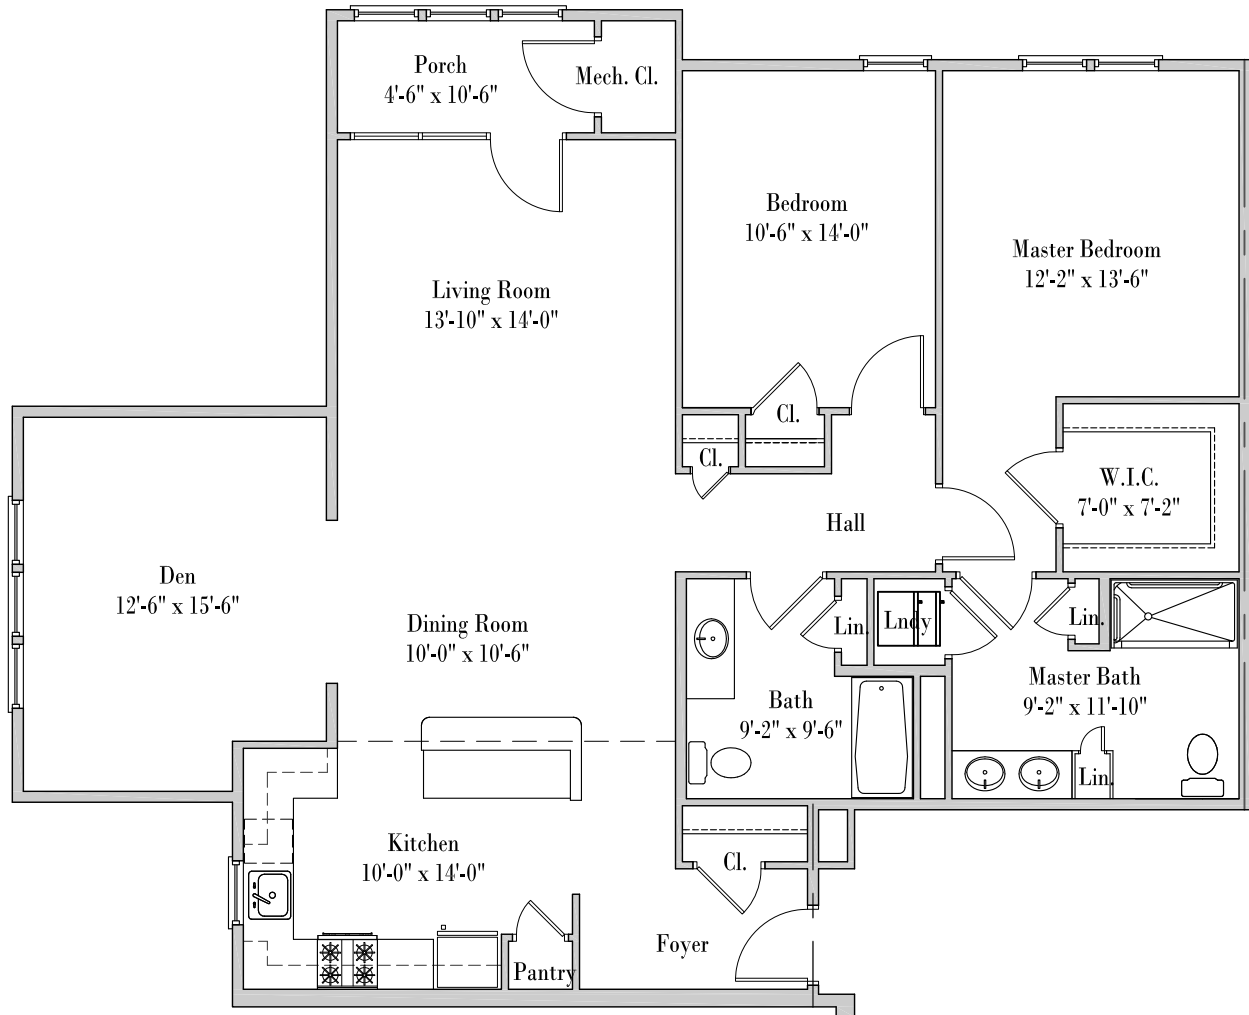 Porch
4'-6" x 10'-6"
Mech. Cl.
Bedroom
10'-6" x 14'-0"
Master Bedroom
12'-2" x 13'-6"
Living Room
13'-10" x 14'-0"
Cl.
Cl.
W.I.C.
7'-0" x 7'-2"
Hall
Den
12'-6" x 15'-6"
Dining Room
10'-0" x 10'-6"
Lin.
Lndy
Lin.
Master Bath
9'-2" x 11'-10"
Bath
9'-2" x 9'-6"
Lin.
Kitchen
10'-0" x 14'-0"
Cl.
Foyer
Pantry